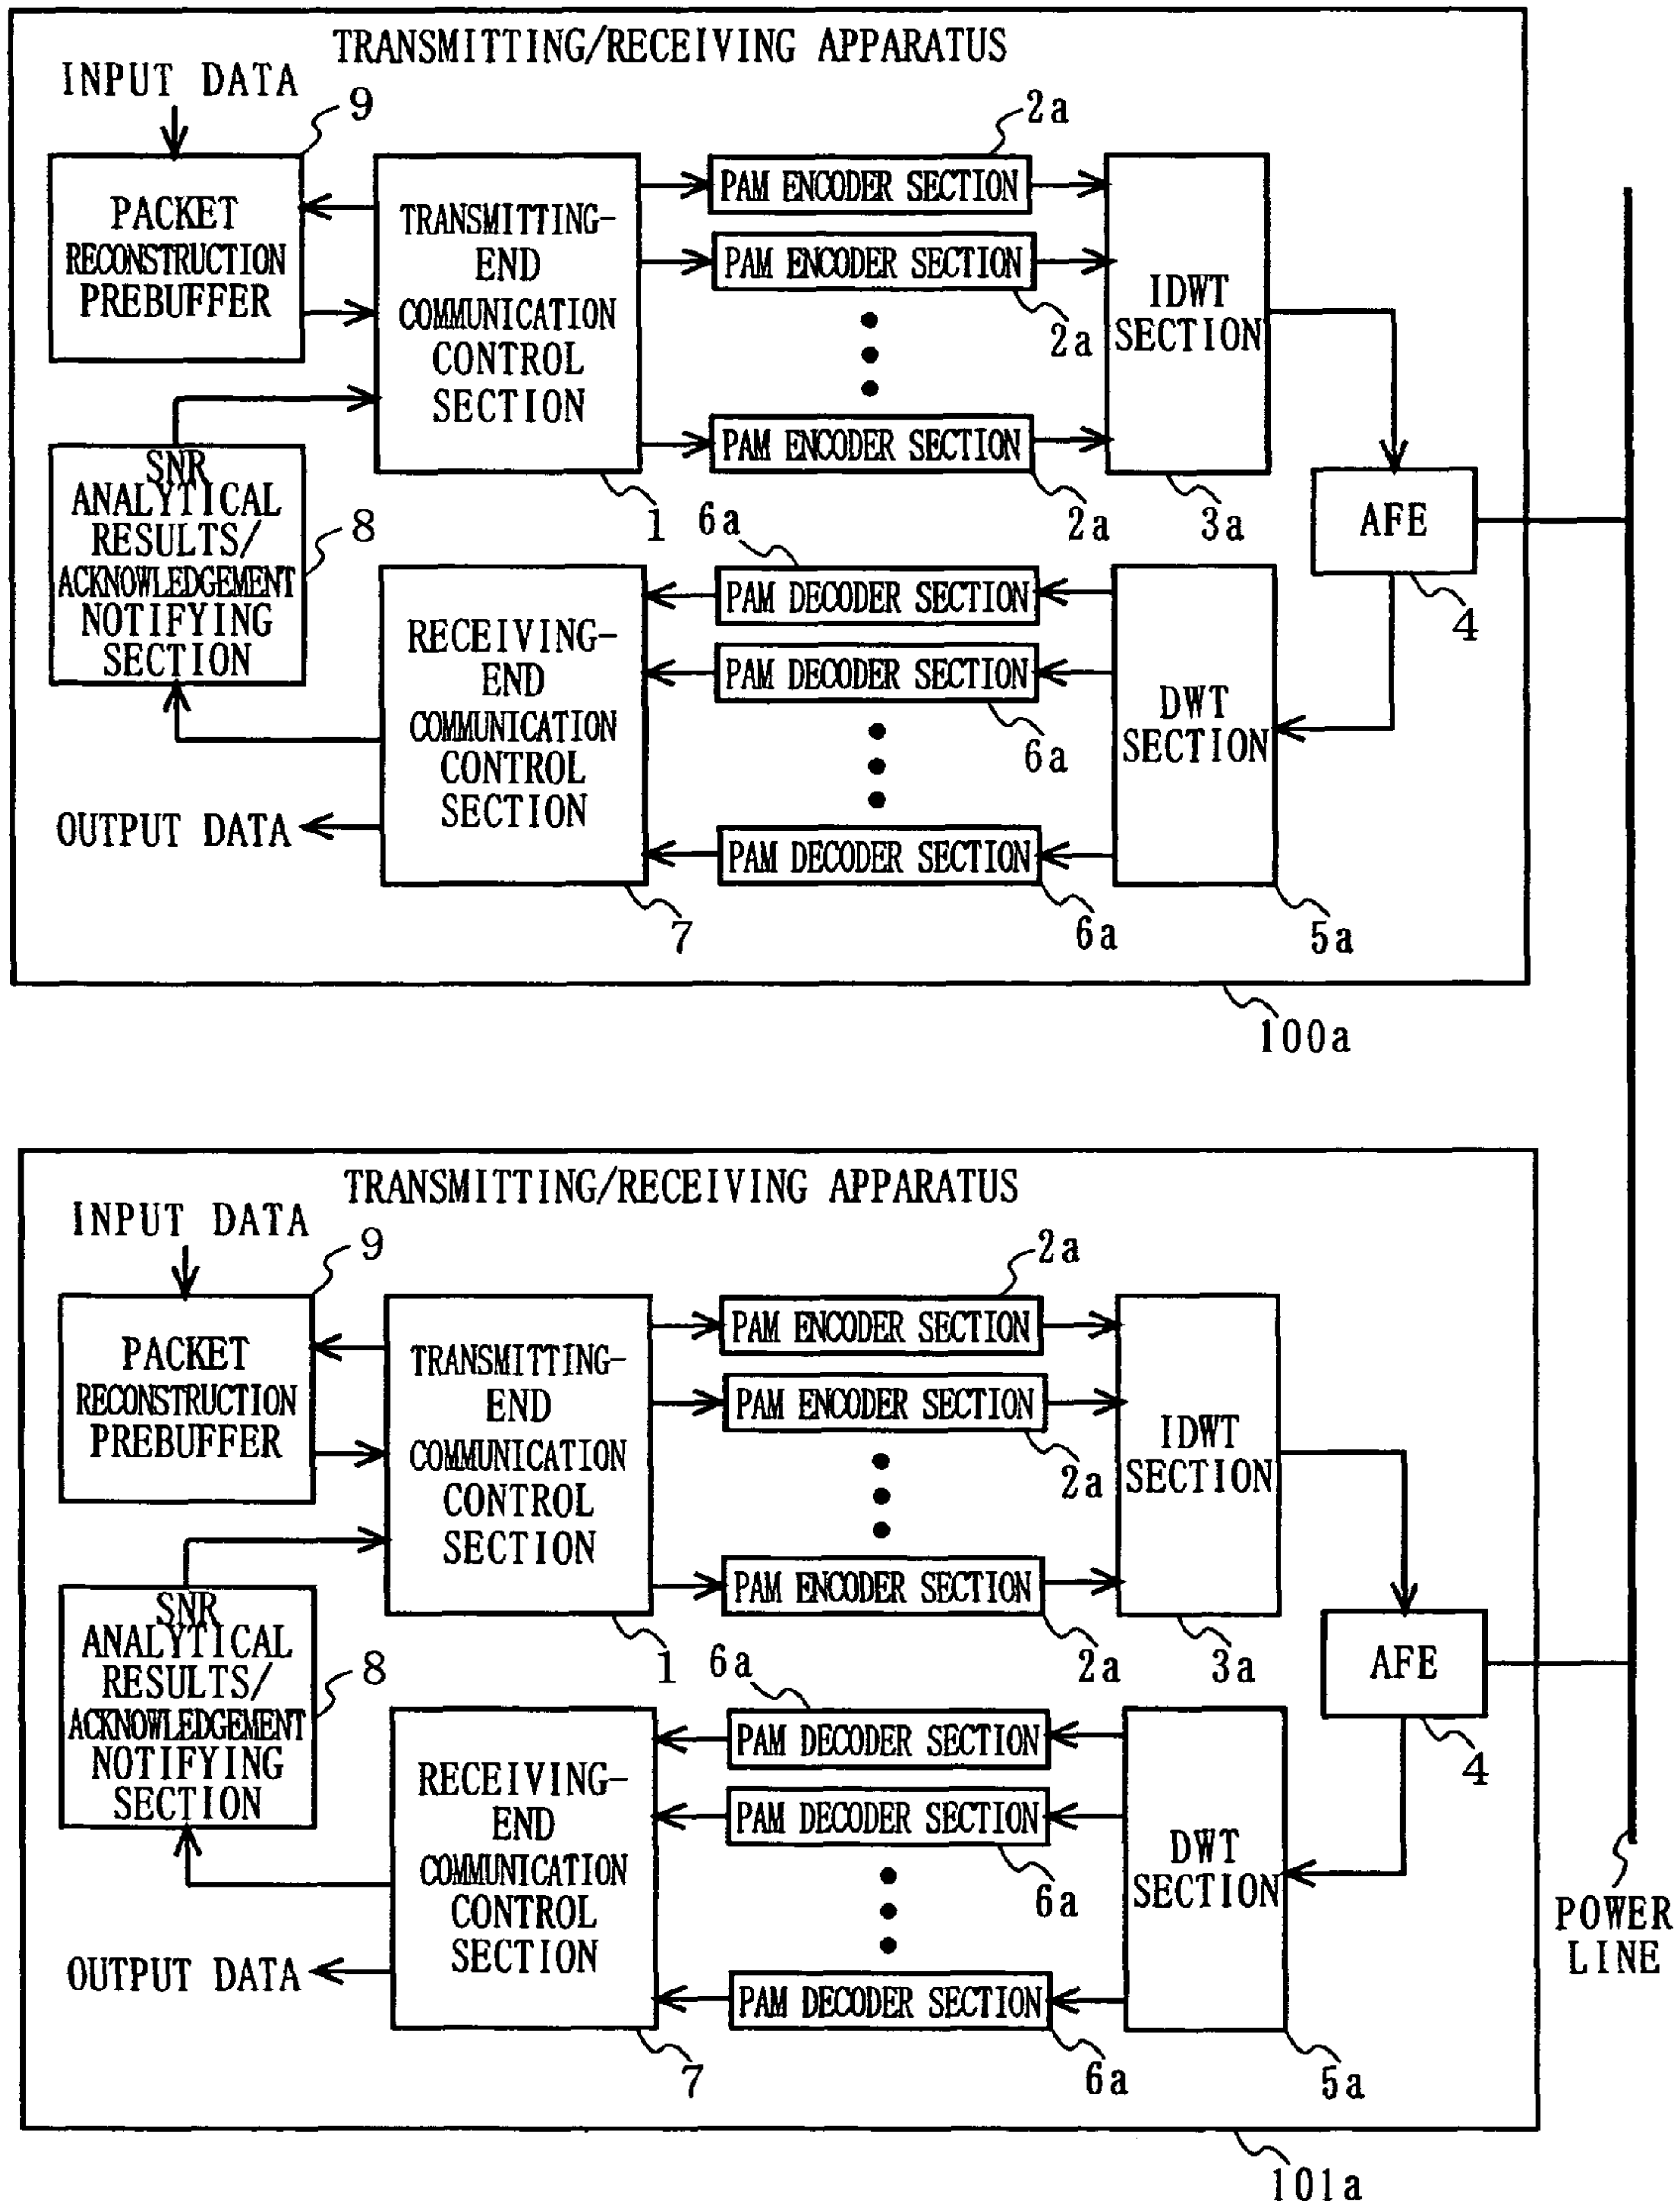 TRANSMITTING/RECEIVING APPARATUS
INPUT DATA
9
2a
PACKET
RECONSTRUCTION
PREBUFFER
TRANSMITTING-
END
COMMUNICATION
CONTROL
SECTION
PAM ENCODER SECTION
PAM ENCODER SECTION
2a
PAM ENCODER SECTION
IDWT
SECTION
SNR
ANALYTICAL
RESULTS/
ACKNOWLEDGEMENT
NOTIFYING
SECTION
8
1
6a
2a
3a
AFE
4
RECEIVING-
END
COMMUNICATION
CONTROL
SECTION
PAM DECODER SECTION
PAM DECODER SECTION
6a
PAM DECODER SECTION
DWT
SECTION
OUTPUT DATA
7
6a
5a
100a
TRANSMITTING/RECEIVING APPARATUS
INPUT DATA
9
2a
PACKET
RECONSTRUCTION
PREBUFFER
TRANSMITTING-
END
COMMUNICATION
CONTROL
SECTION
PAM ENCODER SECTION
PAM ENCODER SECTION
2a
PAM ENCODER SECTION
IDWT
SECTION
SNR
ANALYTICAL
RESULTS/
ACKNOWLEDGEMENT
NOTIFYING
SECTION
8
1
6a
2a
3a
AFE
4
RECEIVING-
END
COMMUNICATION
CONTROL
SECTION
PAM DECODER SECTION
PAM DECODER SECTION
6a
PAM DECODER SECTION
DWT
SECTION
POWER
LINE
OUTPUT DATA
7
6a
5a
101a